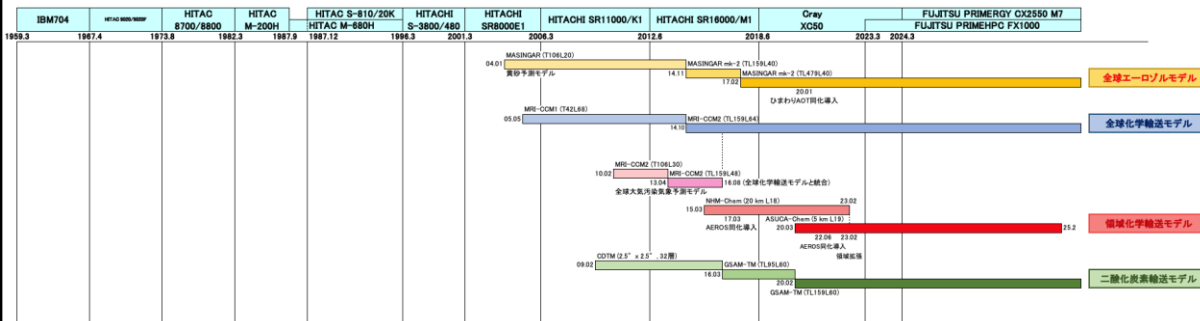 IBM704
HITAC 5020/5020F
HITAC 8700/8800
HITAC M-200H
HITAC S-810/20K
HITAC M-680H
HITACHI S-3800/480
HITACHI SR8000E1
HITACHI SR11000/K1
HITACHI SR16000/M1
Cray XC50
FUJITSU PRIMERGY CX2550 M7
FUJITSU PRIMEHPC FX1000
1959.3
1967.4
1973.8
1982.3
1987.9
1987.12
1996.3
2001.3
2006.3
2012.6
2018.6
2023.3
2024.3
MASINGAR (T106L20)
04.01
黄砂予測モデル
MASINGAR mk-2 (TL159L40)
14.11
MASINGAR mk-2 (TL479L40)
17.02
20.01
ひまわりAOT同化導入
全球エーロゾルモデル
MRI-CCM1 (T42L68)
05.05
MRI-CCM2 (TL159L64)
14.10
全球化学輸送モデル
MRI-CCM2 (T106L30)
10.02
MRI-CCM2 (TL159L48)
13.04
16.08 (全球化学輸送モデルと統合)
全球大気汚染気象予測モデル
NHM-Chem (20 km L18)
23.02
15.03
17.03
AEROS同化導入
ASUCA-Chem (5 km L19)
20.03
25.2
22.06
23.02
AEROS同化導入
領域拡張
領域化学輸送モデル
CDTM (2.5° x 2.5° , 32層)
09.02
GSAM-TM (TL95L60)
16.03
20.02
GSAM-TM (TL159L60)
二酸化炭素輸送モデル